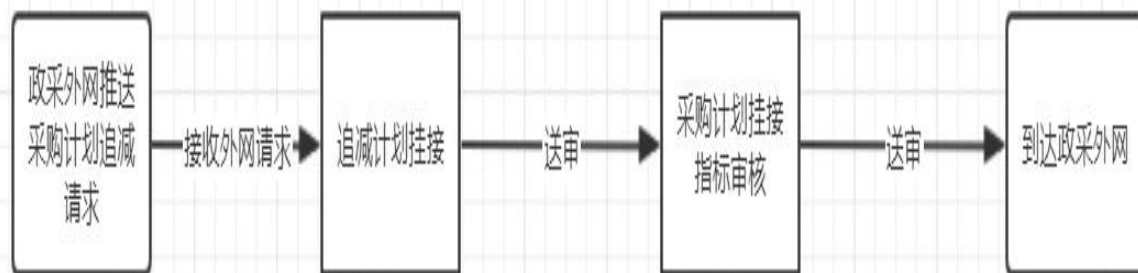 政采外网推送
采购计划追减
请求
接收外网请求
追减计划挂接
送审
采购计划挂接
指标审核
送审
到达政采外网